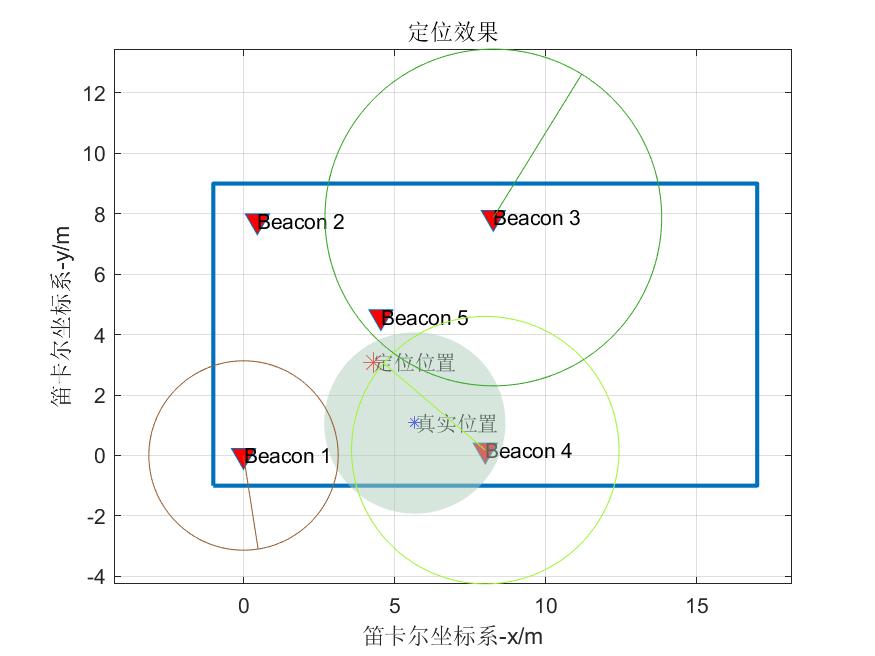 定位效果
12
10
8
6
4
2
0
-2
-4
Beacon 2
Beacon 3
Beacon 5
定位位置
真实位置
Beacon 1
Beacon 4
0
5
10
15
笛卡尔坐标系-x/m
笛卡尔坐标系-y/m